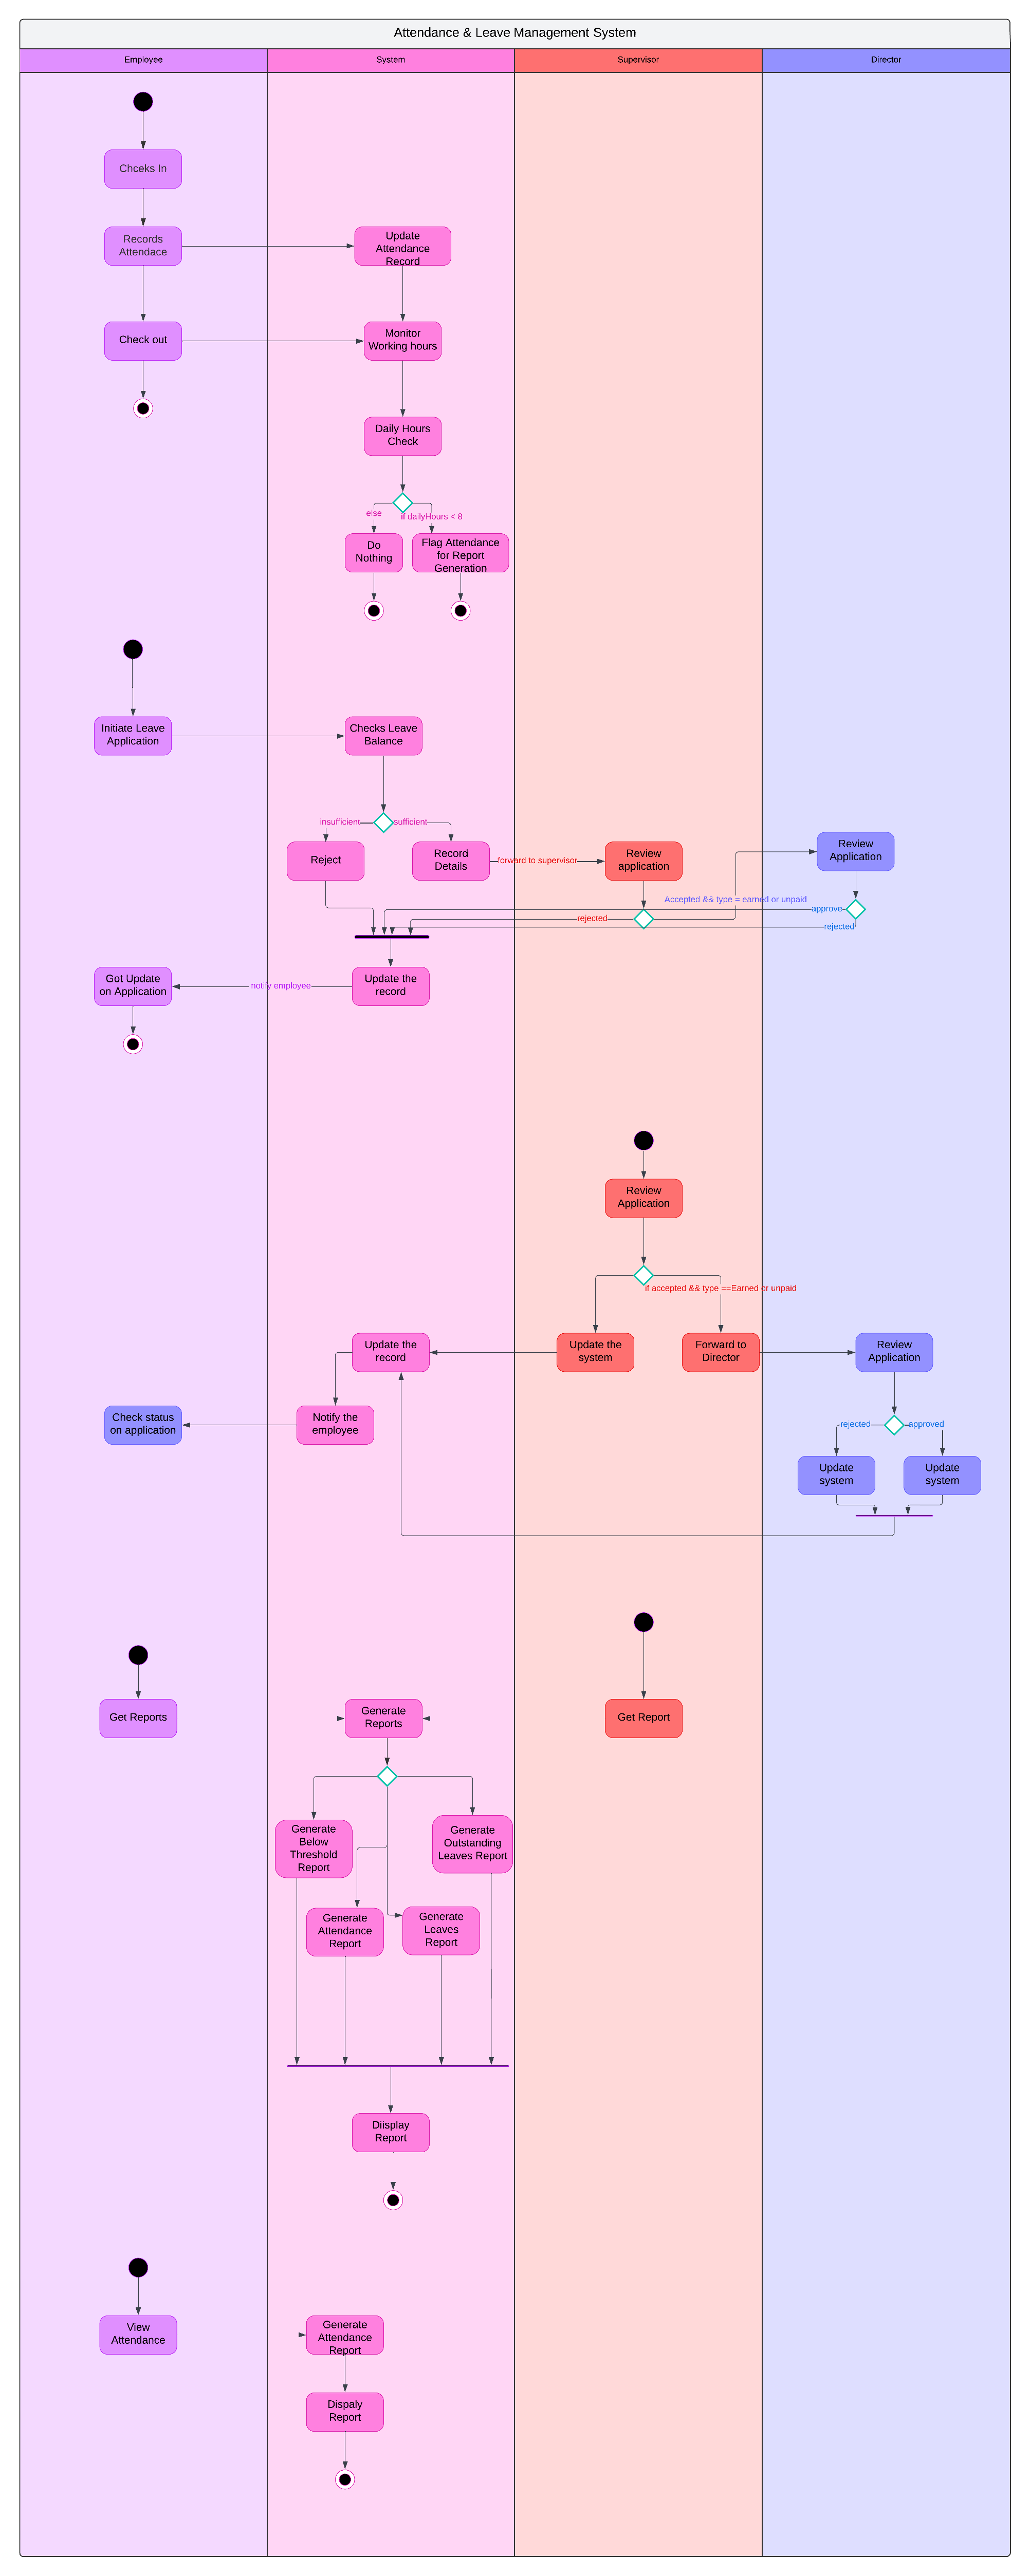 Attendance & Leave Management System
Employee
System
Supervisor
Director
Chceks In
Records
Attendace
Update
Attendance
Record
Check out
Monitor
Working hours
Daily Hours
Check
else
if dailyHours < 8
Do
Nothing
Flag Attendance
for Report
Generation
Initiate Leave
Application
Checks Leave
Balance
insufficient
sufficient
Reject
Record
Details
forward to supervisor
Review
application
Review
Application
Accepted && type = earned or unpaid
approve
rejected
rejected
Got Update
on Application
notify employee
Update the
record
Review
Application
if accepted && type ==Earned or unpaid
Update the
record
Update the
system
Forward to
Director
Review
Application
Check status
on application
Notify the
employee
rejected
approved
Update
system
Update
system
Get Reports
Generate
Reports
Get Report
Generate
Below
Threshold
Report
Generate
Outstanding
Leaves Report
Generate
Attendance
Report
Generate
Leaves
Report
Diisplay
Report
View
Attendance
Generate
Attendance
Report
Dispaly
Report